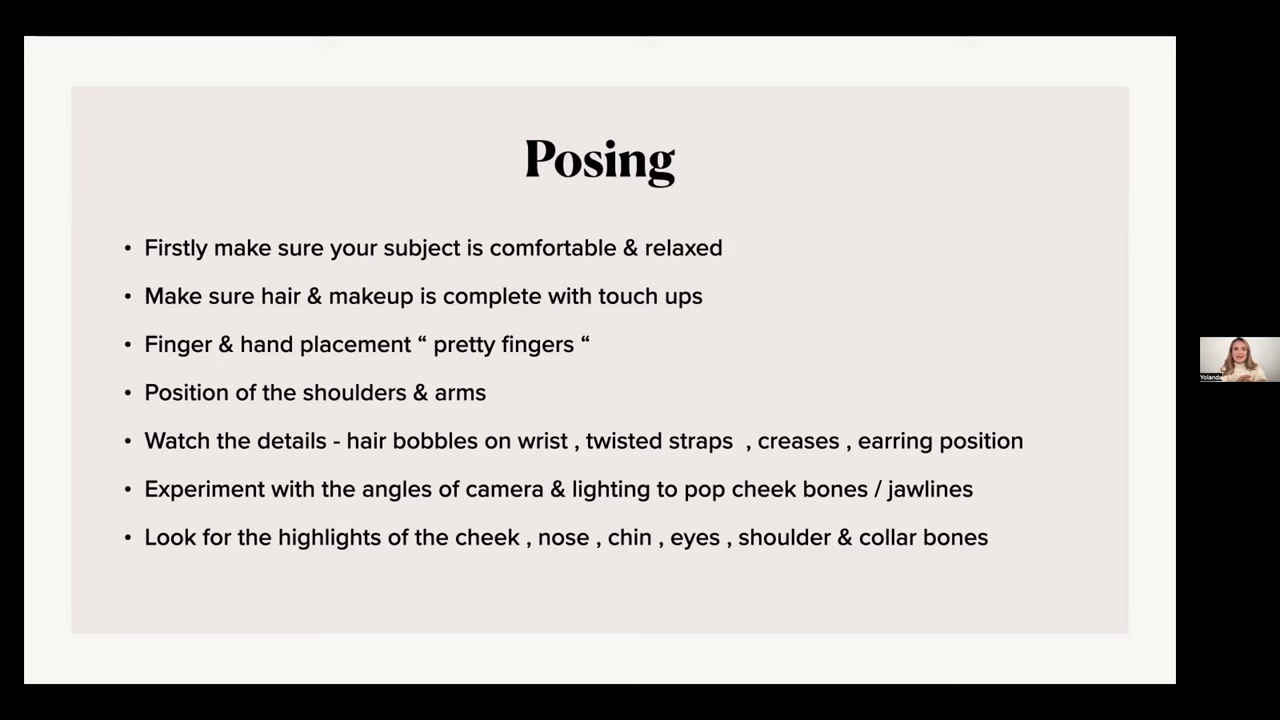 Posing
• Firstly make sure your subject is comfortable & relaxed
• Make sure hair & makeup is complete with touch ups
• Finger & hand placement “ pretty fingers “
• Position of the shoulders & arms
• Watch the details - hair bobbles on wrist , twisted straps  , creases , earring position
• Experiment with the angles of camera & lighting to pop cheek bones / jawlines
• Look for the highlights of the cheek , nose , chin , eyes , shoulder & collar bones
Yolanda